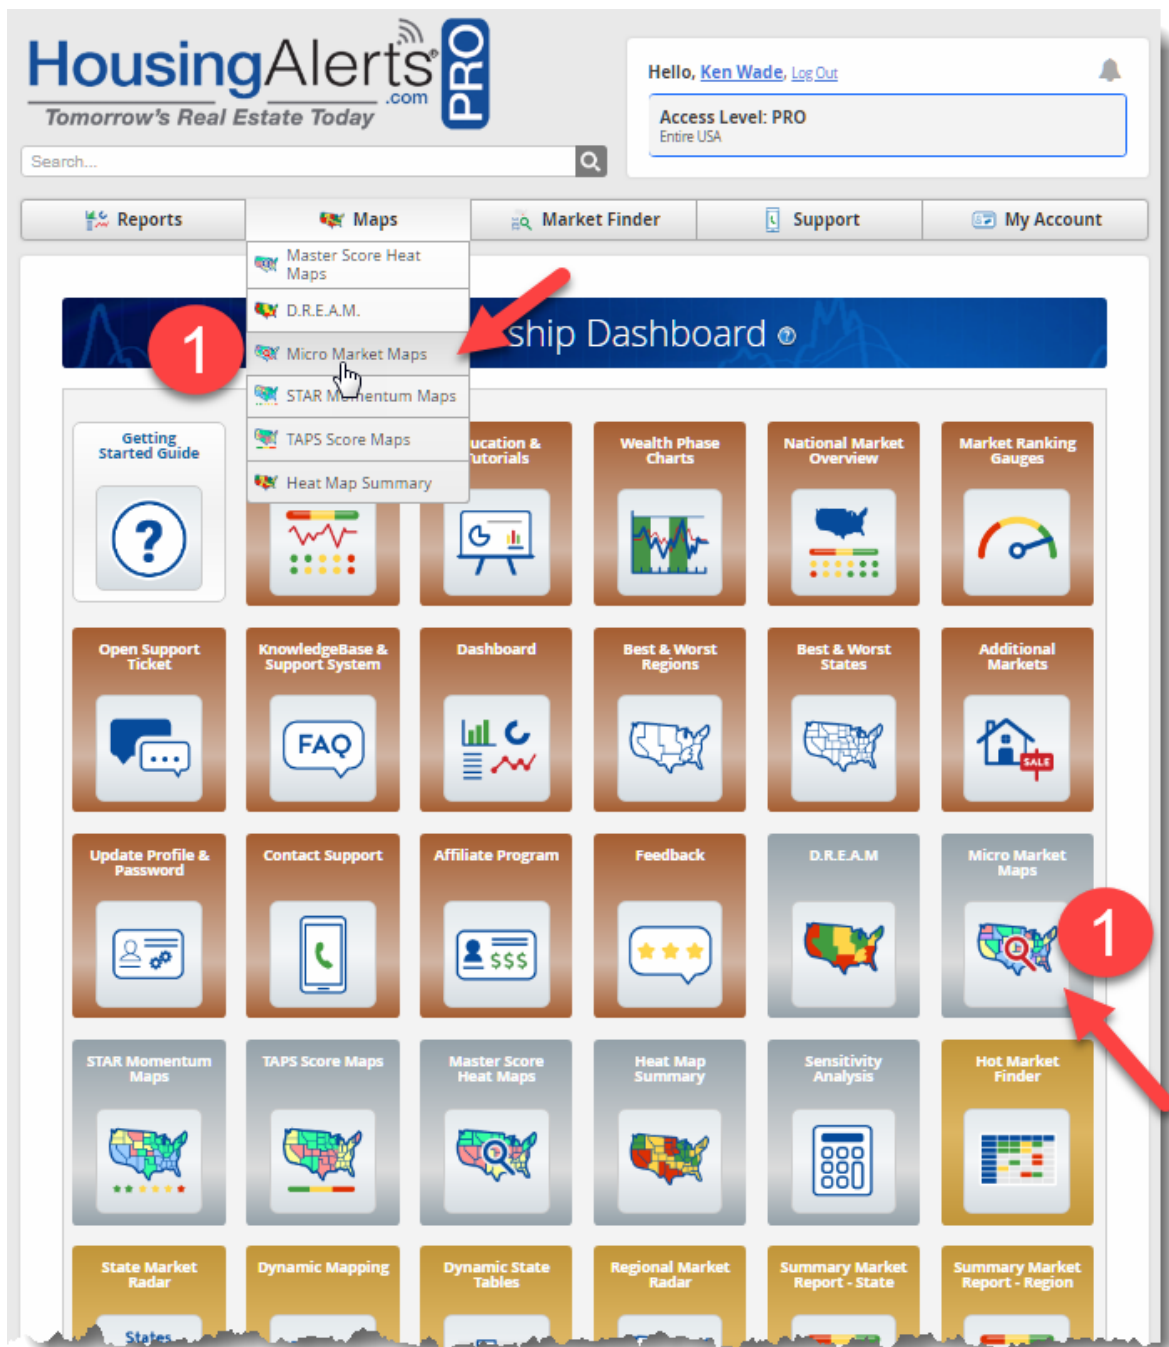 HousingAlerts® PRO
.com
Tomorrow's Real Estate Today
Hello, Ken Wade, Log Out
Access Level: PRO
Entire USA
Search...
Reports Maps Market Finder Support My Account
Master Score Heat
Maps
D.R.E.A.M.
Micro Market Maps
STAR Momentum Maps
TAPS Score Maps
Heat Map Summary
1
ship Dashboard ?
Getting
Started Guide
?
ucation &
utorials
Wealth Phase
Charts
National Market
Overview
Market Ranking
Gauges
Open Support
Ticket
KnowledgeBase &
Support System
FAQ
Dashboard
Best & Worst
Regions
Best & Worst
States
Additional
Markets
SALE
Update Profile &
Password
Contact Support
Affiliate Program
$$$
Feedback
D.R.E.A.M
Micro Market
Maps
1
STAR Momentum
Maps
TAPS Score Maps
Master Score
Heat Maps
Heat Map
Summary
Sensitivity
Analysis
Hot Market
Finder
State Market
Radar
States
Dynamic Mapping
Dynamic State
Tables
Regional Market
Radar
Summary Market
Report - State
Summary Market
Report - Region